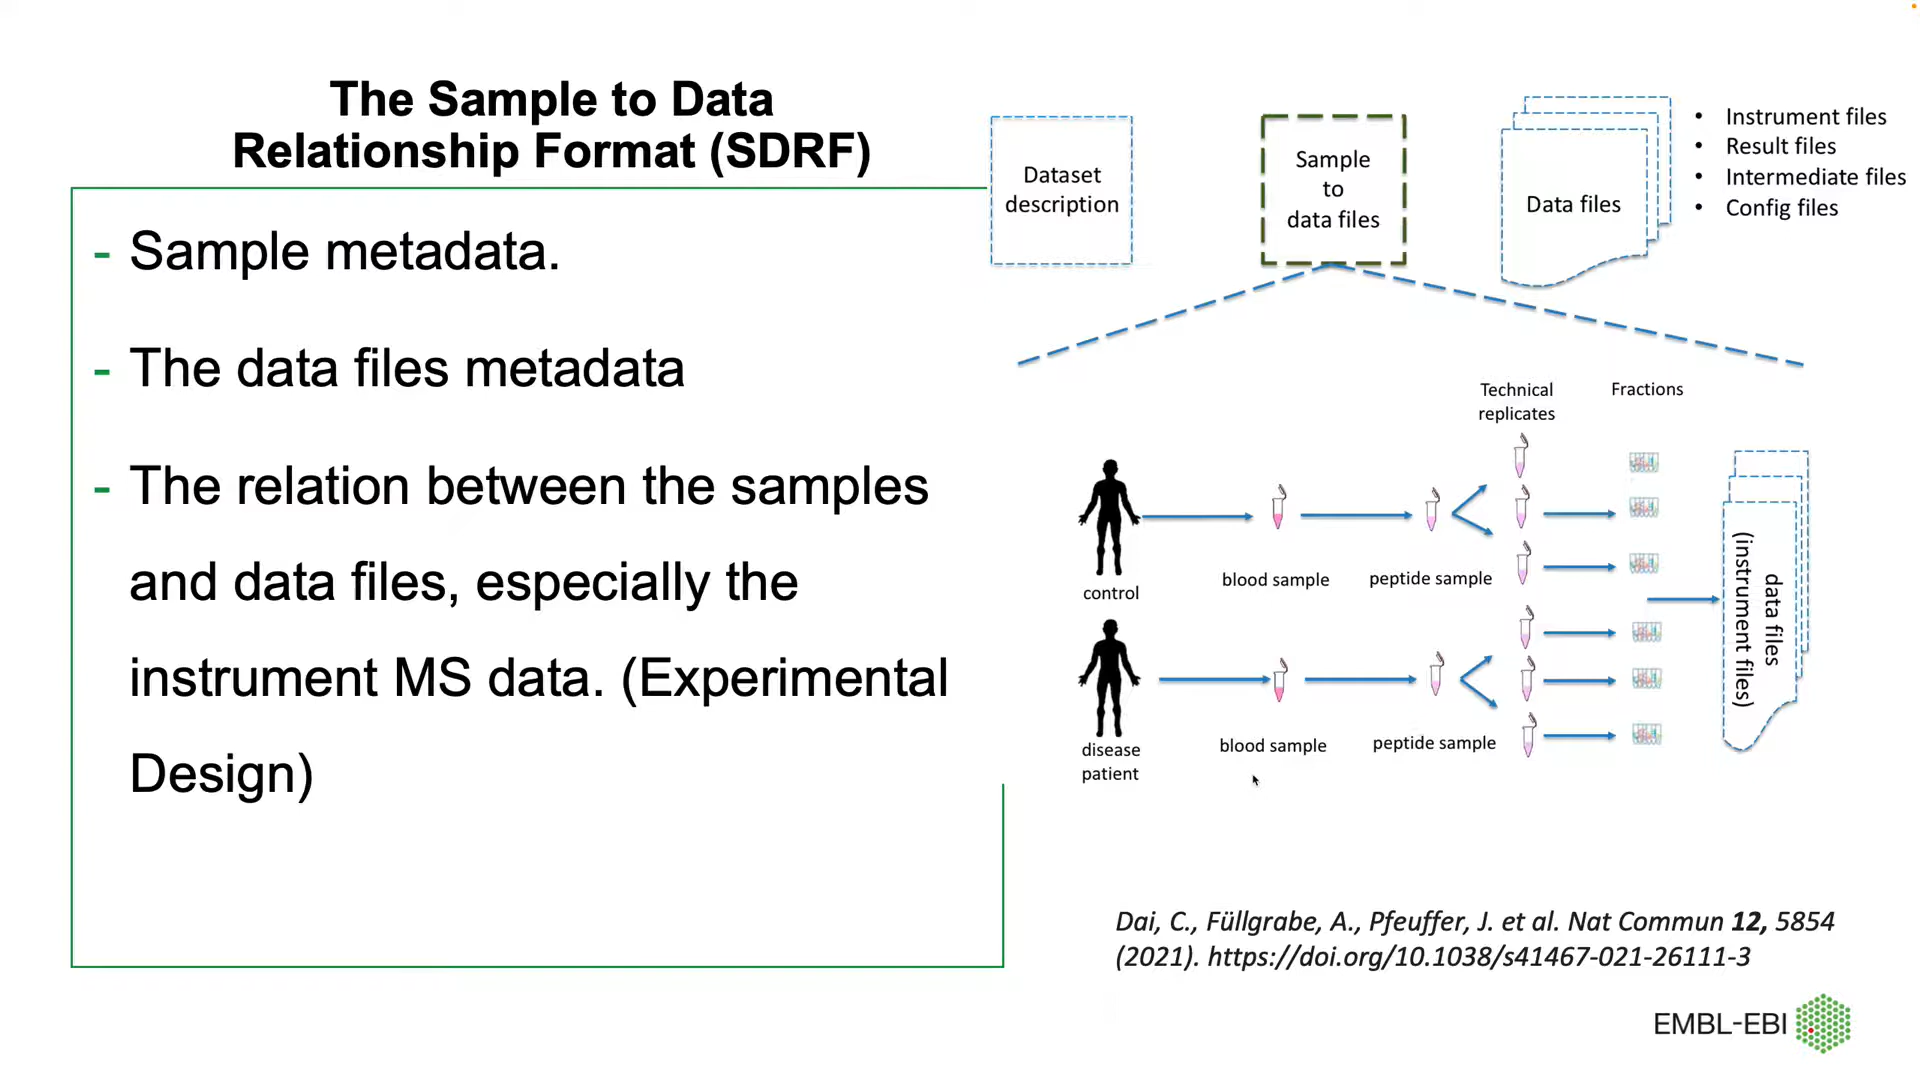 The Sample to Data
Relationship Format (SDRF)
- Sample metadata.
- The data files metadata
- The relation between the samples
and data files, especially the
instrument MS data. (Experimental
Design)
Dataset
description
Sample
to
data files
Data files
• Instrument files
• Result files
• Intermediate files
• Config files
Technical
replicates
Fractions
control
blood sample
peptide sample
disease
patient
blood sample
peptide sample
data files
(instrument files)
Dai, C., Füllgrabe, A., Pfeuffer, J. et al. Nat Commun 12, 5854
(2021). https://doi.org/10.1038/s41467-021-26111-3
EMBL-EBI